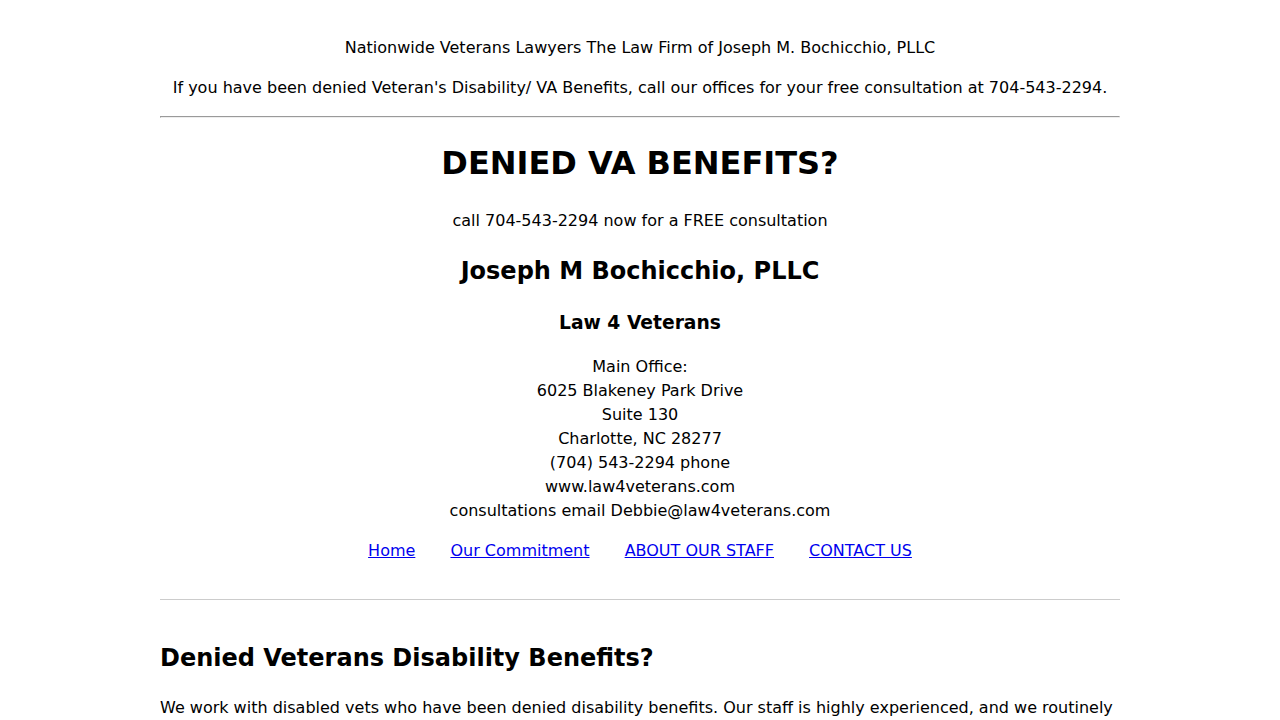 Nationwide Veterans Lawyers The Law Firm of Joseph M. Bochicchio, PLLC
If you have been denied Veteran's Disability/ VA Benefits, call our offices for your free consultation at 704-543-2294.
DENIED VA BENEFITS?
call 704-543-2294 now for a FREE consultation
Joseph M Bochicchio, PLLC
Law 4 Veterans
Main Office:
6025 Blakeney Park Drive
Suite 130
Charlotte, NC 28277
(704) 543-2294 phone
www.law4veterans.com
consultations email Debbie@law4veterans.com
Home Our Commitment ABOUT OUR STAFF CONTACT US
Denied Veterans Disability Benefits?
We work with disabled vets who have been denied disability benefits. Our staff is highly experienced, and we routinely